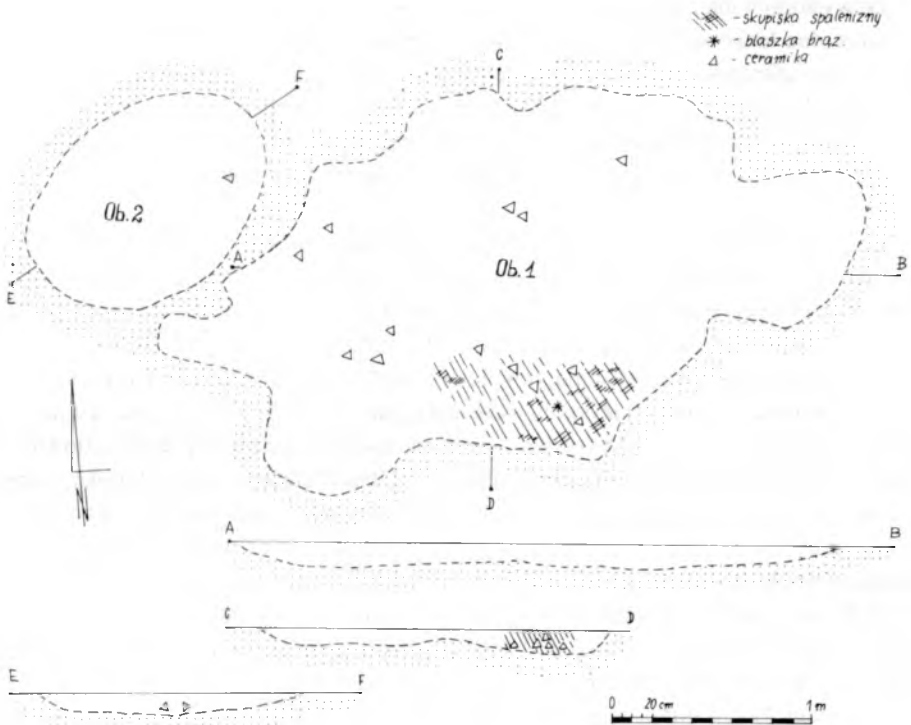 - skupiska spalenizny
- blaszka brąz.
- ceramika
C
F
Ob.2
A
Ob.1
B
E
D
N
A B
C D
E F
0 20 cm 1 m